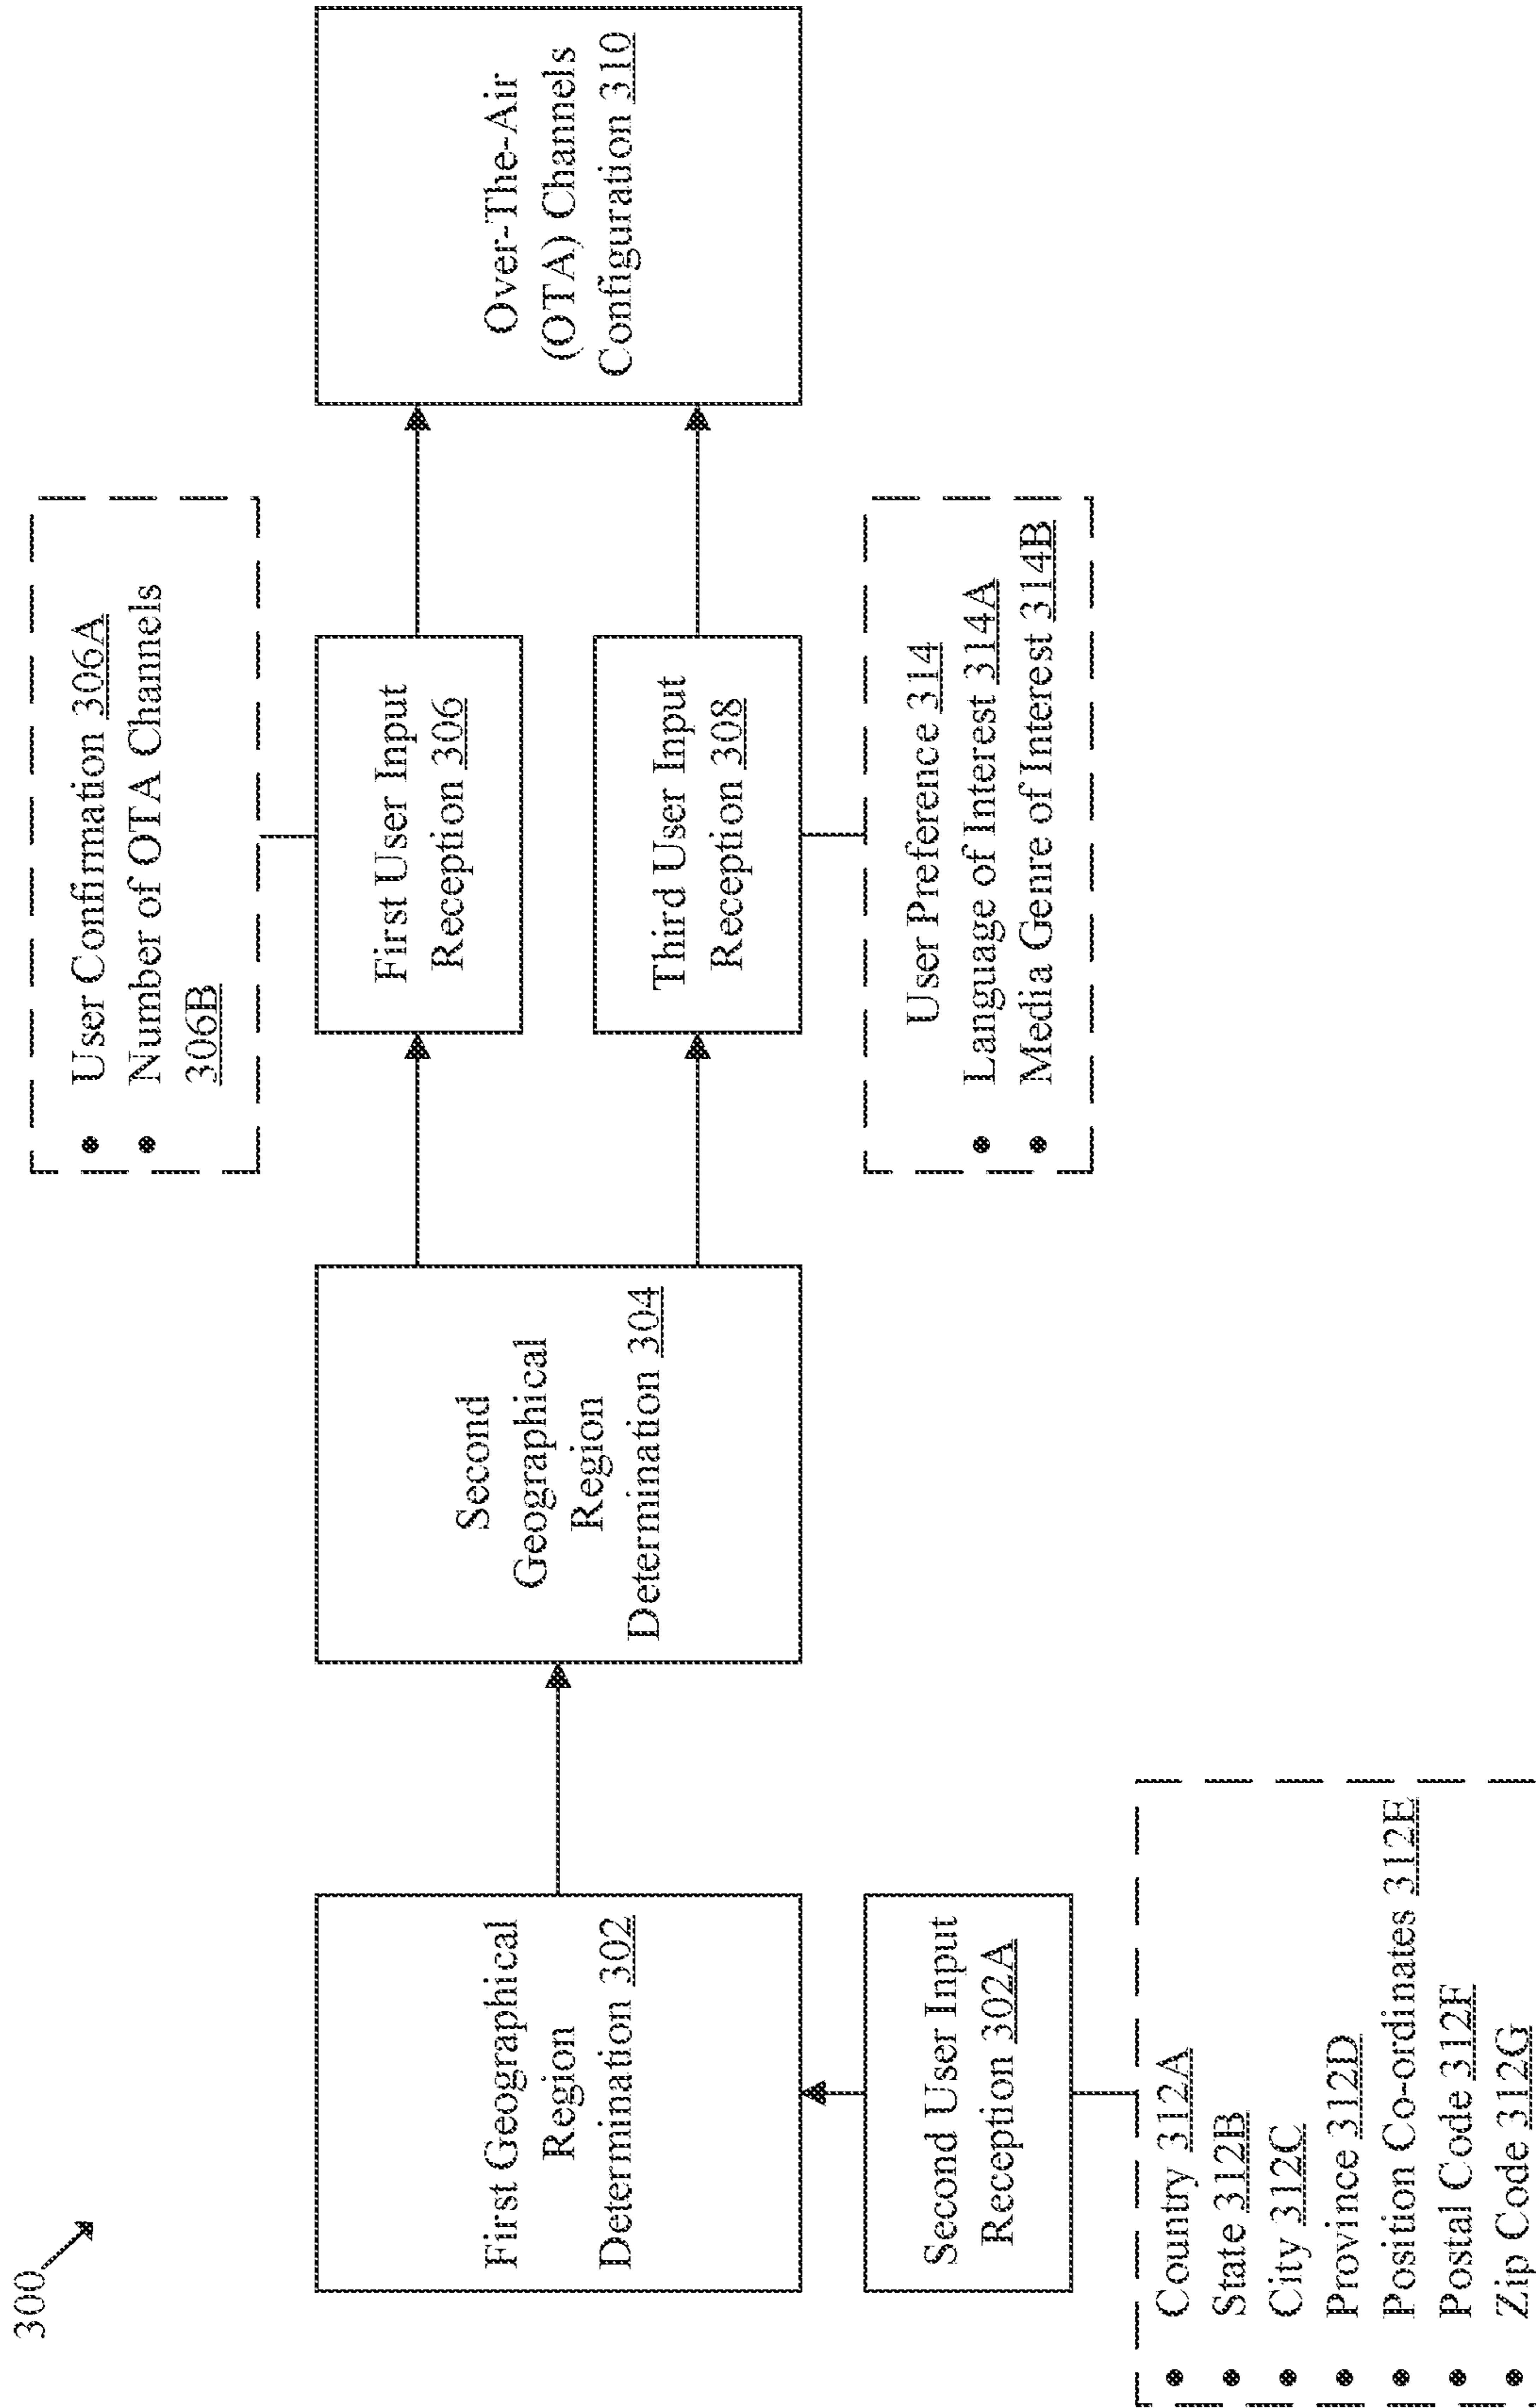 300
First Geographical
Region
Determination 302
Second User Input
Reception 302A
• Country 312A
• State 312B
• City 312C
• Province 312D
• Position Co-ordinates 312E
• Postal Code 312F
• Zip Code 312G
Second
Geographical
Region
Determination 304
• User Confirmation 306A
• Number of OTA Channels
306B
First User Input
Reception 306
Third User Input
Reception 308
User Preference 314
• Language of Interest 314A
• Media Genre of Interest 314B
Over-The-Air
(OTA) Channels
Configuration 310